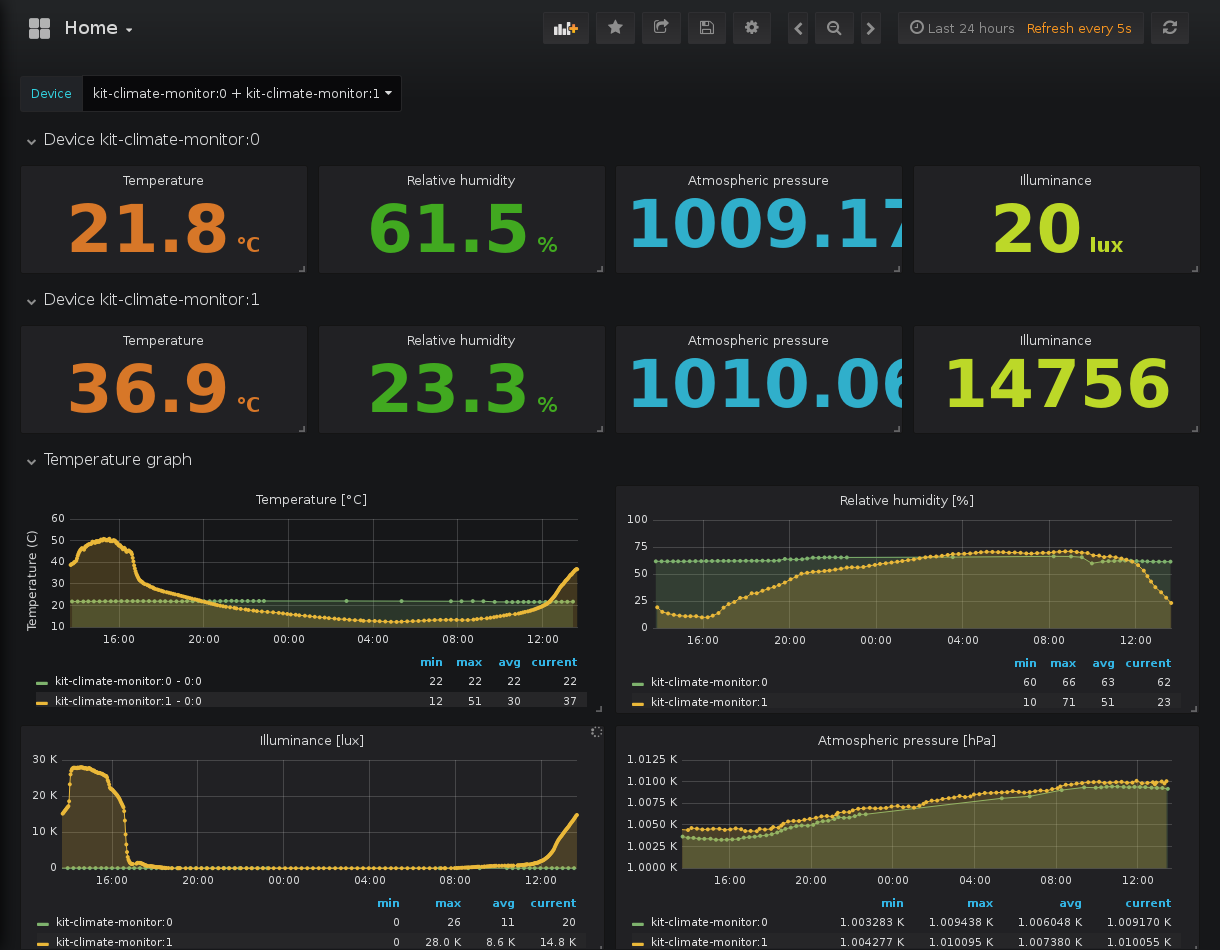 Home
Last 24 hours Refresh every 5s
Device kit-climate-monitor:0 + kit-climate-monitor:1
Device kit-climate-monitor:0
Temperature Relative humidity Atmospheric pressure Illuminance
21.8 °C 61.5 % 1009.17 20 lux
Device kit-climate-monitor:1
Temperature Relative humidity Atmospheric pressure Illuminance
36.9 °C 23.3 % 1010.06 14756
Temperature graph
Temperature [°C]
Temperature (C)
60
50
40
30
20
10
16:00 20:00 00:00 04:00 08:00 12:00
min max avg current
kit-climate-monitor:0 - 0:0 22 22 22 22
kit-climate-monitor:1 - 0:0 12 51 30 37
Relative humidity [%]
100
75
50
25
0
16:00 20:00 00:00 04:00 08:00 12:00
min max avg current
kit-climate-monitor:0 60 66 63 62
kit-climate-monitor:1 10 71 51 23
Illuminance [lux]
30 K
20 K
10 K
0
16:00 20:00 00:00 04:00 08:00 12:00
min max avg current
kit-climate-monitor:0 0 26 11 20
kit-climate-monitor:1 0 28.0 K 8.6 K 14.8 K
Atmospheric pressure [hPa]
1.0125 K
1.0100 K
1.0075 K
1.0050 K
1.0025 K
1.0000 K
16:00 20:00 00:00 04:00 08:00 12:00
min max avg current
kit-climate-monitor:0 1.003283 K 1.009438 K 1.006048 K 1.009170 K
kit-climate-monitor:1 1.004277 K 1.010095 K 1.007380 K 1.010055 K